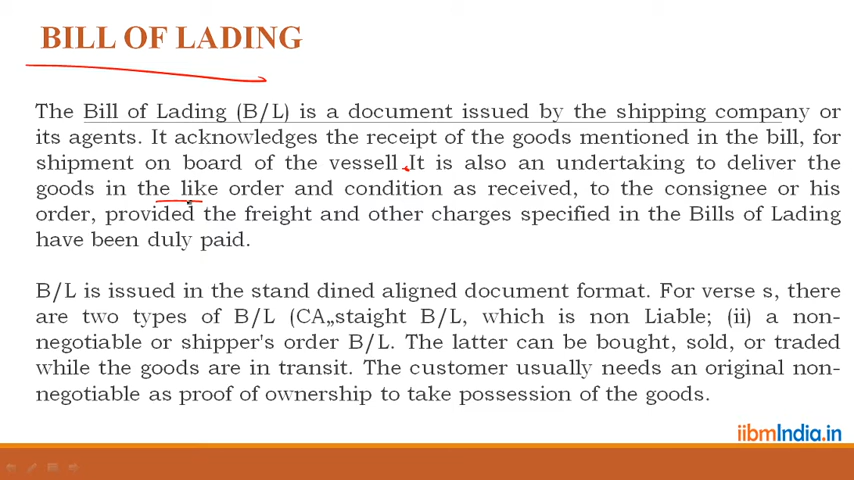 BILL OF LADING
The Bill of Lading (B/L) is a document issued by the shipping company or
its agents. It acknowledges the receipt of the goods mentioned in the bill, for
shipment on board of the vessell .It is also an undertaking to deliver the
goods in the like order and condition as received, to the consignee or his
order, provided the freight and other charges specified in the Bills of Lading
have been duly paid.
B/L is issued in the stand dined aligned document format. For verse s, there
are two types of B/L (CA„staight B/L, which is non Liable; (ii) a non-
negotiable or shipper's order B/L. The latter can be bought, sold, or traded
while the goods are in transit. The customer usually needs an original non-
negotiable as proof of ownership to take possession of the goods.
iibmIndia.in